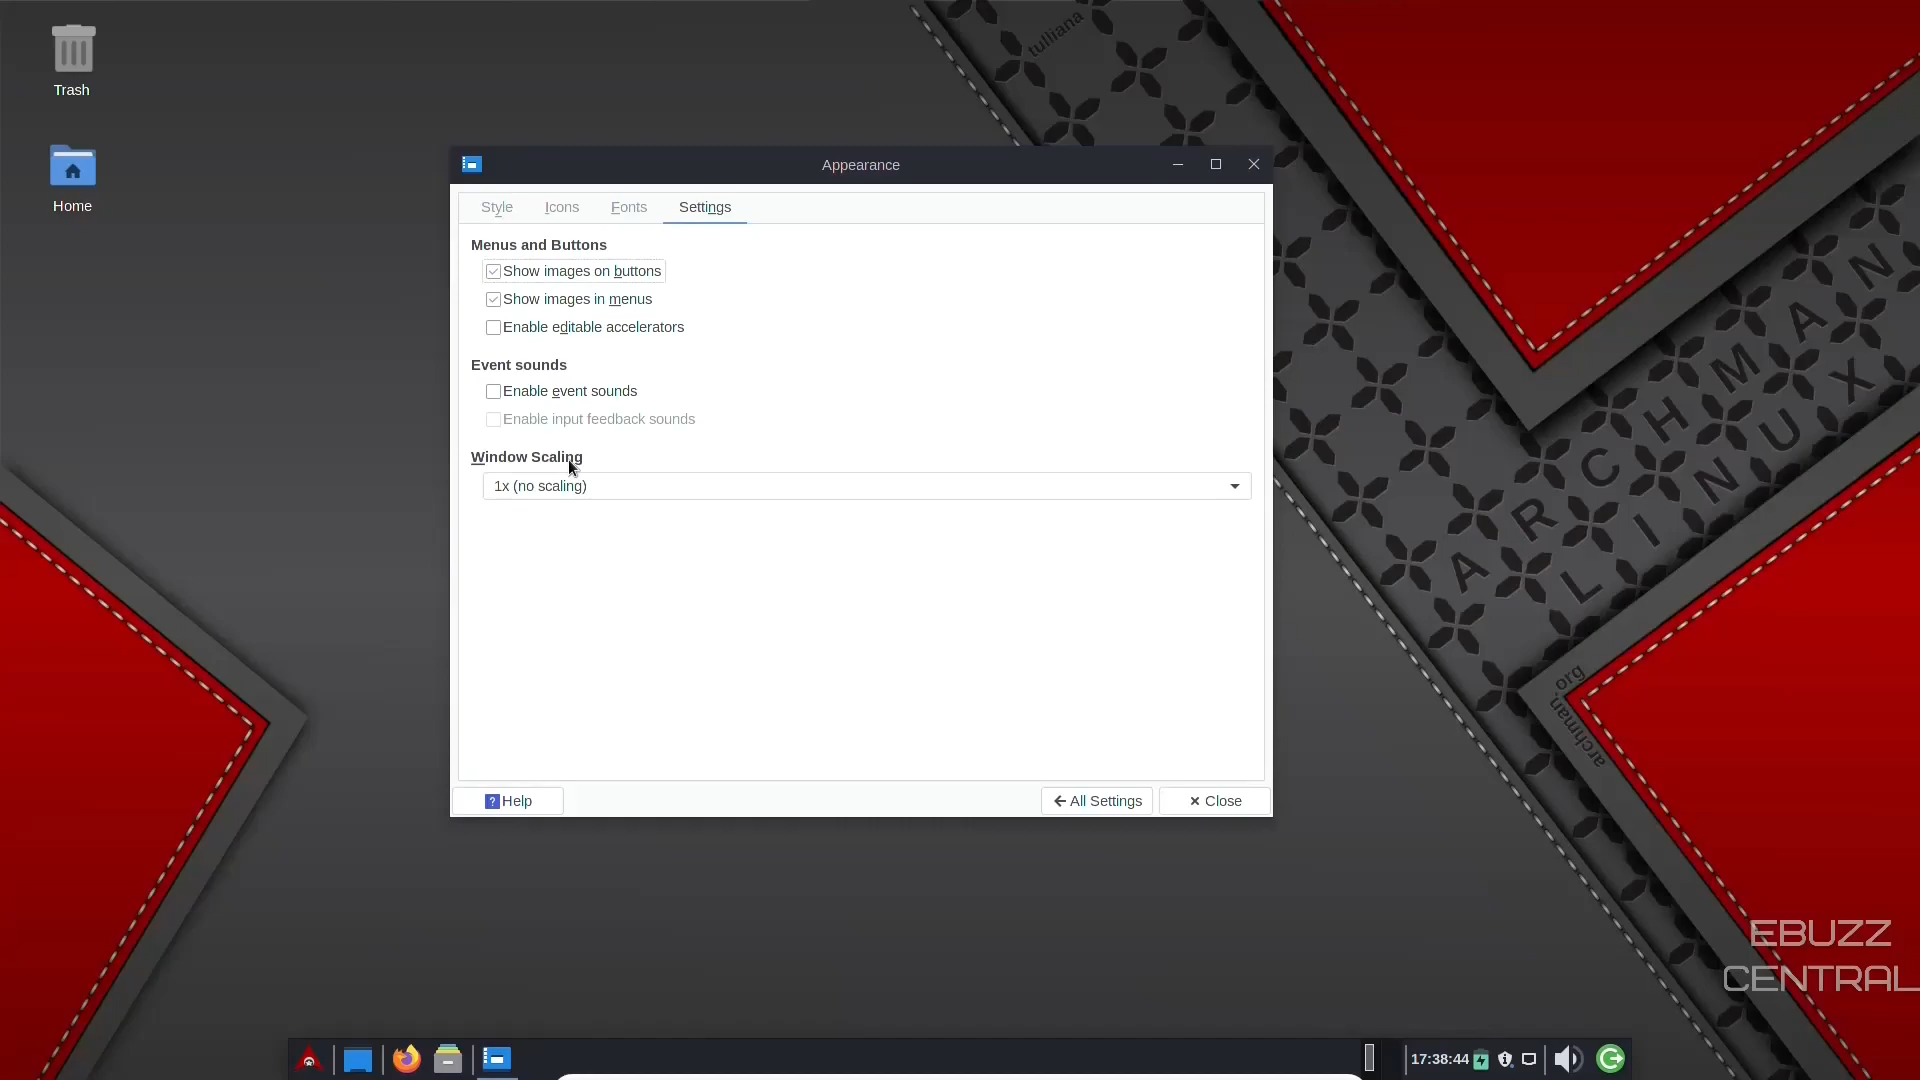 Trash
Home
tulliana
Appearance
Style
Icons
Fonts
Settings
Menus and Buttons
Show images on buttons
Show images in menus
Enable editable accelerators
Event sounds
Enable event sounds
Enable input feedback sounds
Window Scaling
1x (no scaling)
? Help
All Settings
Close
ARCHMAN
LINUX
archman.org
EBUZZ
CENTRAL
17:38:44